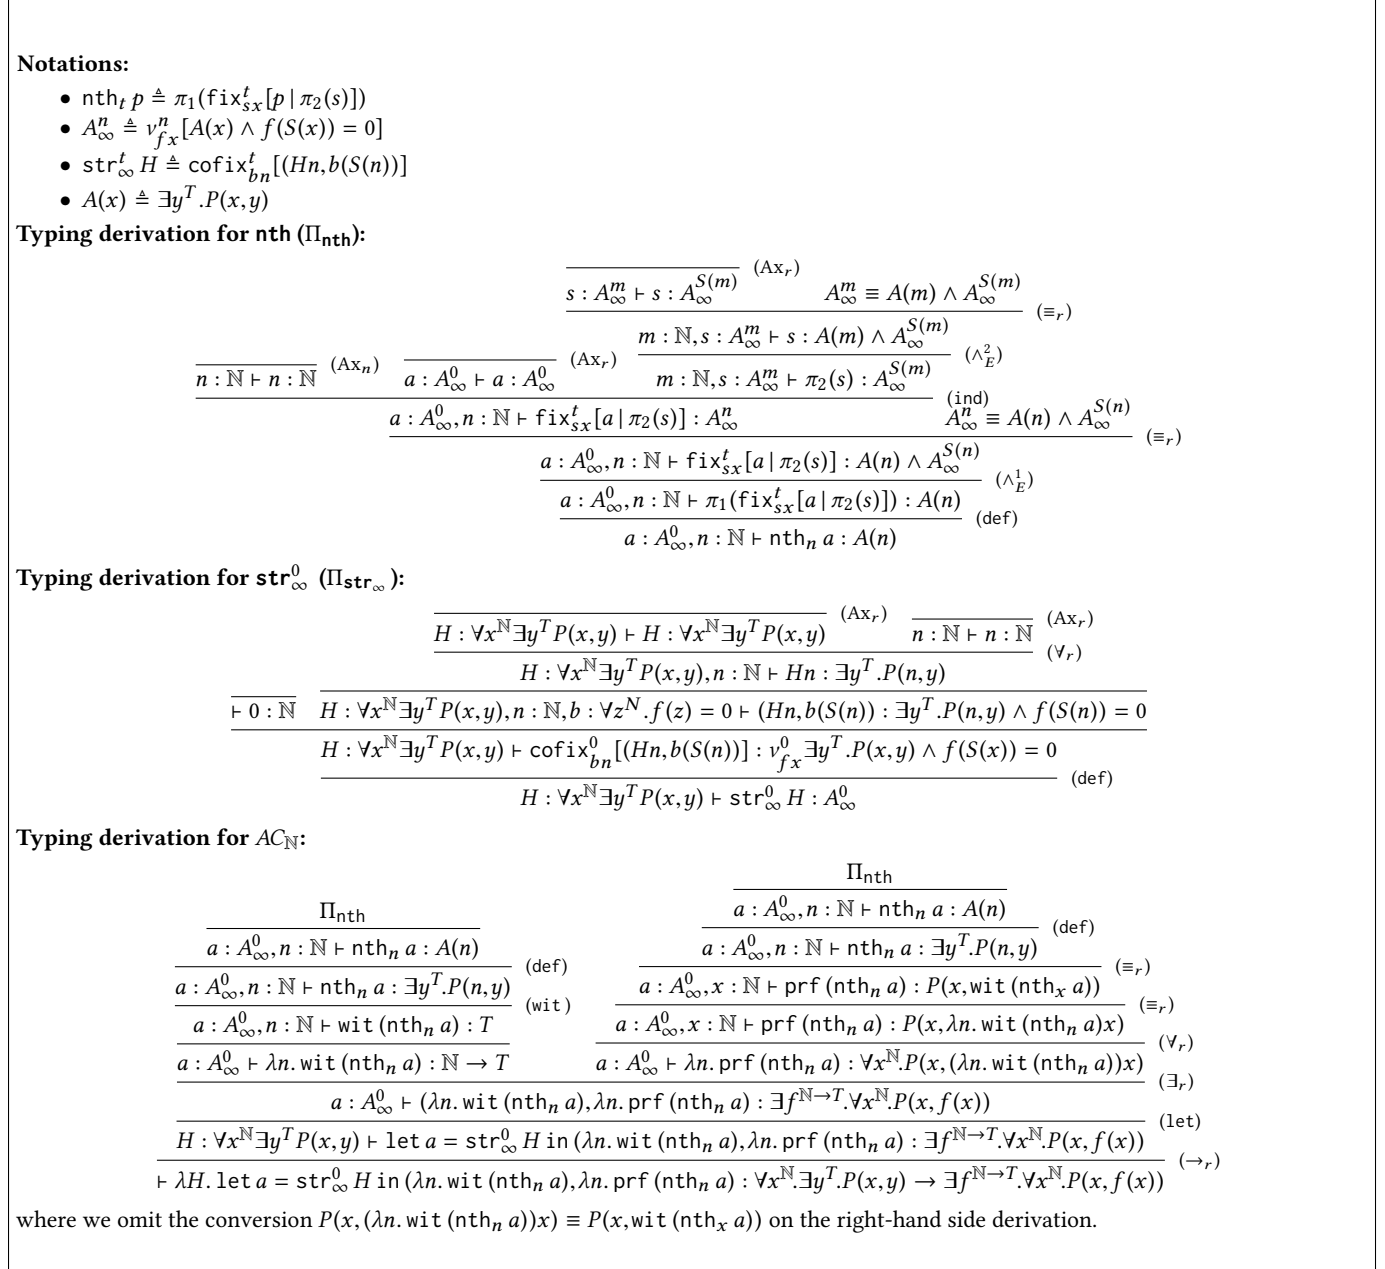 Notations:
• nth_t p ≜ π₁(fix^t_{sx}[p | π₂(s)])
• A^n_∞ ≜ ν^n_{fx}[A(x) ∧ f(S(x)) = 0]
• str^t_∞ H ≜ cofix^t_{bn}[(Hn, b(S(n))]
• A(x) ≜ ∃y^T.P(x, y)
Typing derivation for nth (Π_nth):
(Ax_r)
s : A^m_∞ ⊢ s : A^{S(m)}_∞ A^m_∞ ≡ A(m) ∧ A^{S(m)}_∞ (≡_r)
(Ax_n) (Ax_r) m : ℕ, s : A^m_∞ ⊢ s : A(m) ∧ A^{S(m)}_∞ (∧²_E)
n : ℕ ⊢ n : ℕ a : A^0_∞ ⊢ a : A^0_∞ m : ℕ, s : A^m_∞ ⊢ π₂(s) : A^{S(m)}_∞ (ind)
a : A^0_∞, n : ℕ ⊢ fix^t_{sx}[a | π₂(s)] : A^n_∞ A^n_∞ ≡ A(n) ∧ A^{S(n)}_∞ (≡_r)
a : A^0_∞, n : ℕ ⊢ fix^t_{sx}[a | π₂(s)] : A(n) ∧ A^{S(n)}_∞ (∧¹_E)
a : A^0_∞, n : ℕ ⊢ π₁(fix^t_{sx}[a | π₂(s)]) : A(n) (def)
a : A^0_∞, n : ℕ ⊢ nth_n a : A(n)
Typing derivation for str^0_∞ (Π_{str_∞}):
(Ax_r) (Ax_r)
H : ∀x^ℕ∃y^T P(x, y) ⊢ H : ∀x^ℕ∃y^T P(x, y) n : ℕ ⊢ n : ℕ (∀_r)
H : ∀x^ℕ∃y^T P(x, y), n : ℕ ⊢ Hn : ∃y^T.P(n, y)
⊢ 0 : ℕ H : ∀x^ℕ∃y^T P(x, y), n : ℕ, b : ∀z^N.f(z) = 0 ⊢ (Hn, b(S(n)) : ∃y^T.P(n, y) ∧ f(S(n)) = 0
H : ∀x^ℕ∃y^T P(x, y) ⊢ cofix^0_{bn}[(Hn, b(S(n))] : ν^0_{fx}∃y^T.P(x, y) ∧ f(S(x)) = 0 (def)
H : ∀x^ℕ∃y^T P(x, y) ⊢ str^0_∞ H : A^0_∞
Typing derivation for AC_ℕ:
Π_nth
Π_nth a : A^0_∞, n : ℕ ⊢ nth_n a : A(n) (def)
a : A^0_∞, n : ℕ ⊢ nth_n a : A(n) (def) a : A^0_∞, n : ℕ ⊢ nth_n a : ∃y^T.P(n, y) (≡_r)
a : A^0_∞, n : ℕ ⊢ nth_n a : ∃y^T.P(n, y) (wit) a : A^0_∞, x : ℕ ⊢ prf (nth_n a) : P(x, wit (nth_x a)) (≡_r)
a : A^0_∞, n : ℕ ⊢ wit (nth_n a) : T a : A^0_∞, x : ℕ ⊢ prf (nth_n a) : P(x, λn. wit (nth_n a)x) (∀_r)
a : A^0_∞ ⊢ λn. wit (nth_n a) : ℕ → T a : A^0_∞ ⊢ λn. prf (nth_n a) : ∀x^ℕ.P(x, (λn. wit (nth_n a))x) (∃_r)
a : A^0_∞ ⊢ (λn. wit (nth_n a), λn. prf (nth_n a) : ∃f^{ℕ→T}.∀x^ℕ.P(x, f(x)) (let)
H : ∀x^ℕ∃y^T P(x, y) ⊢ let a = str^0_∞ H in (λn. wit (nth_n a), λn. prf (nth_n a) : ∃f^{ℕ→T}.∀x^ℕ.P(x, f(x)) (→_r)
⊢ λH. let a = str^0_∞ H in (λn. wit (nth_n a), λn. prf (nth_n a) : ∀x^ℕ.∃y^T.P(x, y) → ∃f^{ℕ→T}.∀x^ℕ.P(x, f(x))
where we omit the conversion P(x, (λn. wit (nth_n a))x) ≡ P(x, wit (nth_x a)) on the right-hand side derivation.